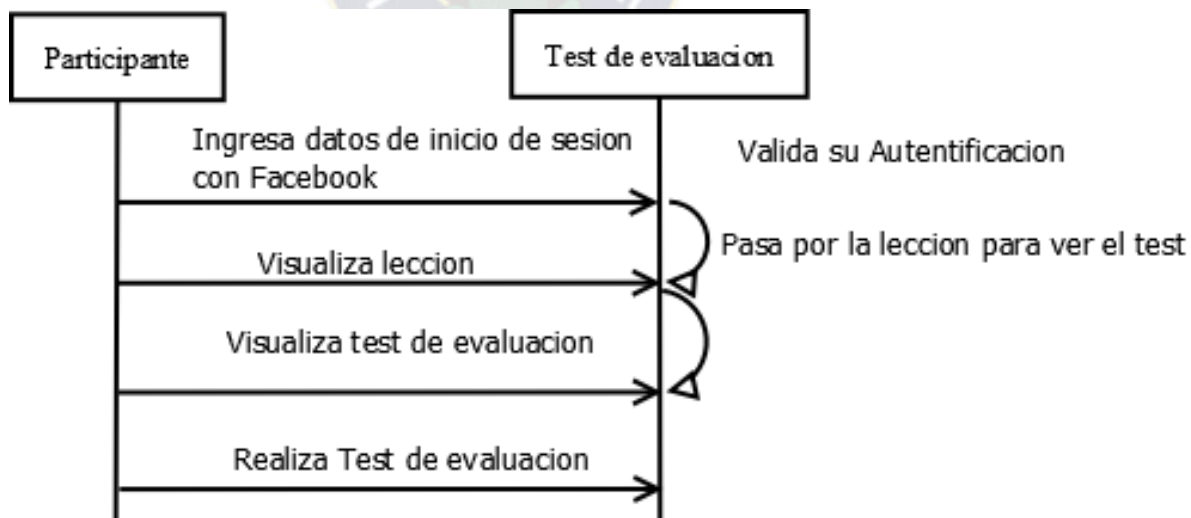 Participante
Test de evaluacion
Ingresa datos de inicio de sesion
con Facebook
Valida su Autentificacion
Pasa por la leccion para ver el test
Visualiza leccion
Visualiza test de evaluacion
Realiza Test de evaluacion